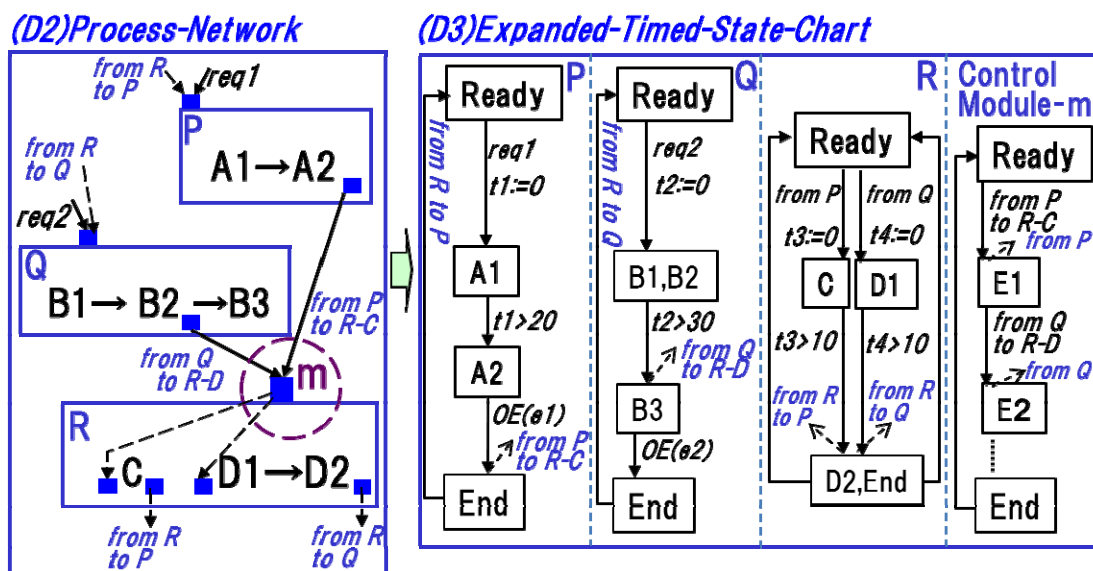 (D2)Process-Network
from R
to P
req1
P
A1→A2
from R
to Q
req2
Q
B1→ B2 →B3
from P
to R-C
from Q
to R-D
m
R
C
D1→D2
from R
to P
from R
to Q
(D3)Expanded-Timed-State-Chart
P
Ready
from R to P
req1
t1:=0
A1
t1>20
A2
OE(e1)
from P
to R-C
End
Q
Ready
from R to Q
req2
t2:=0
B1,B2
t2>30
from Q
to R-D
B3
OE(e2)
End
R
Ready
from P
from Q
t3:=0
t4:=0
C
D1
t3>10
t4>10
from R
to P
from R
to Q
D2,End
Control
Module-m
Ready
from P
to R-C
from P
E1
from Q
to R-D
from Q
E2
End